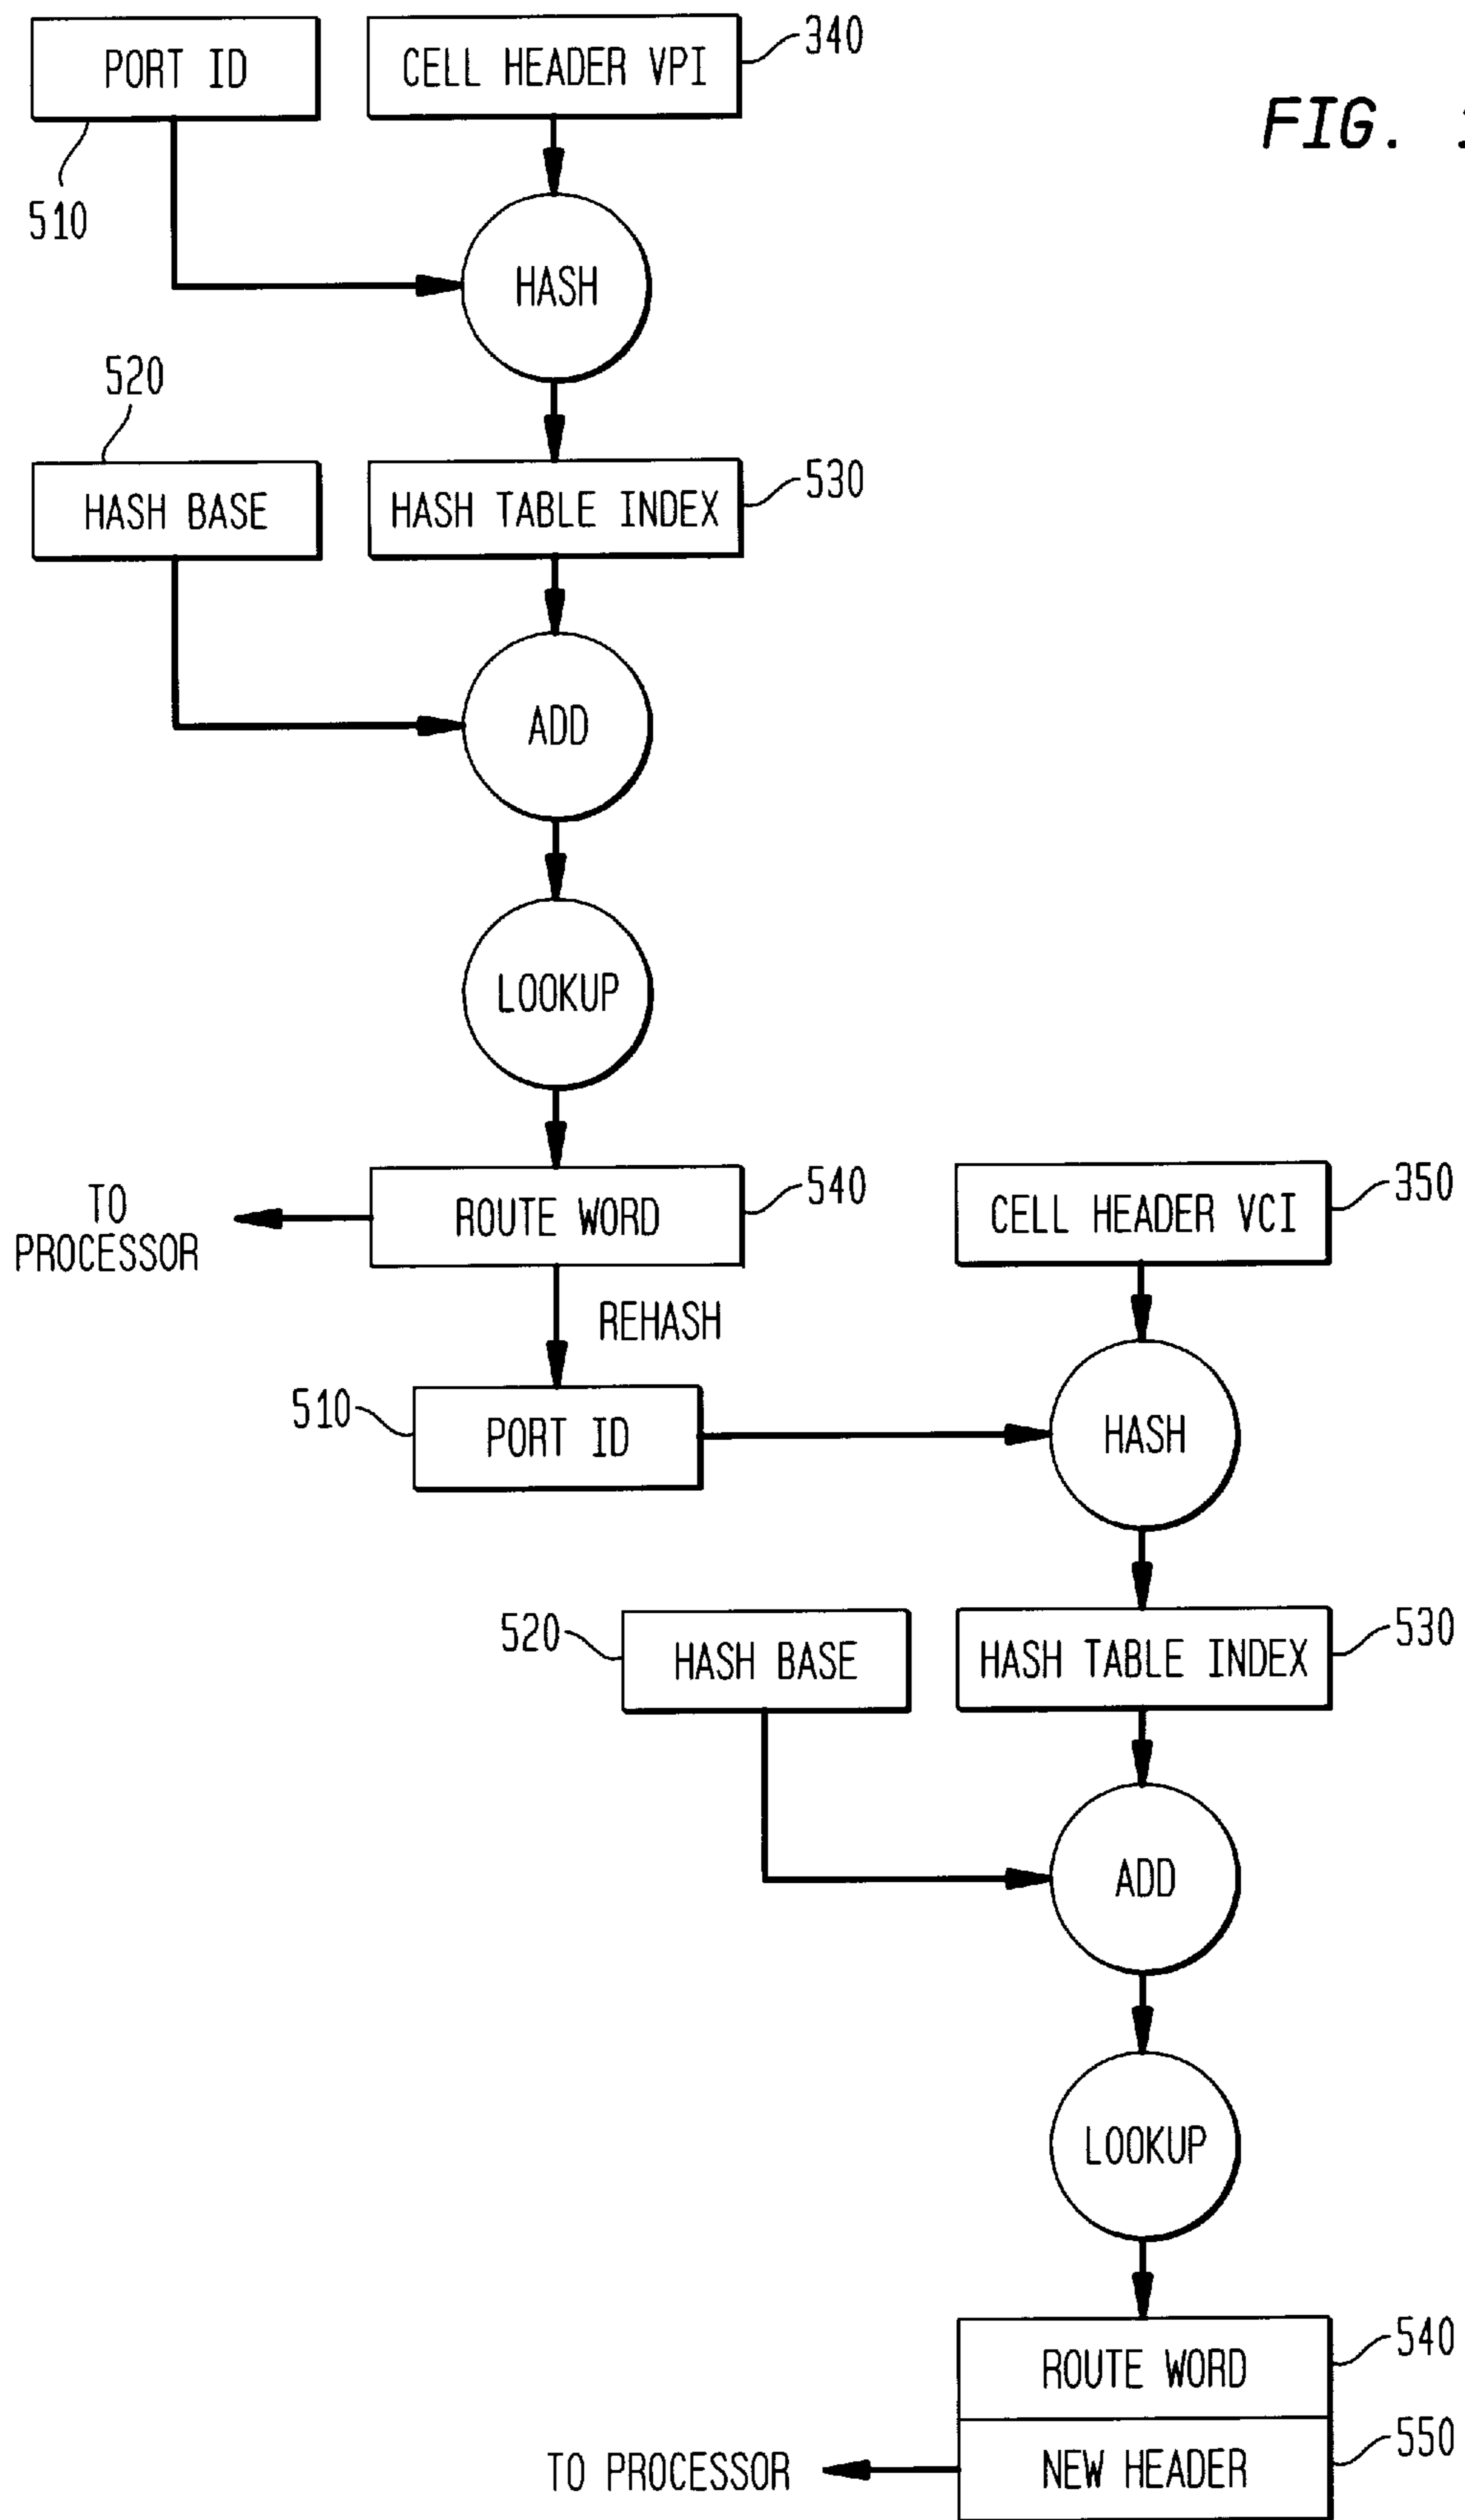 PORT ID
CELL HEADER VPI
340
FIG.
510
HASH
520
HASH BASE
HASH TABLE INDEX
530
ADD
LOOKUP
TO
PROCESSOR
ROUTE WORD
540
CELL HEADER VCI
350
REHASH
510
PORT ID
HASH
520
HASH BASE
HASH TABLE INDEX
530
ADD
LOOKUP
ROUTE WORD
540
NEW HEADER
550
TO PROCESSOR